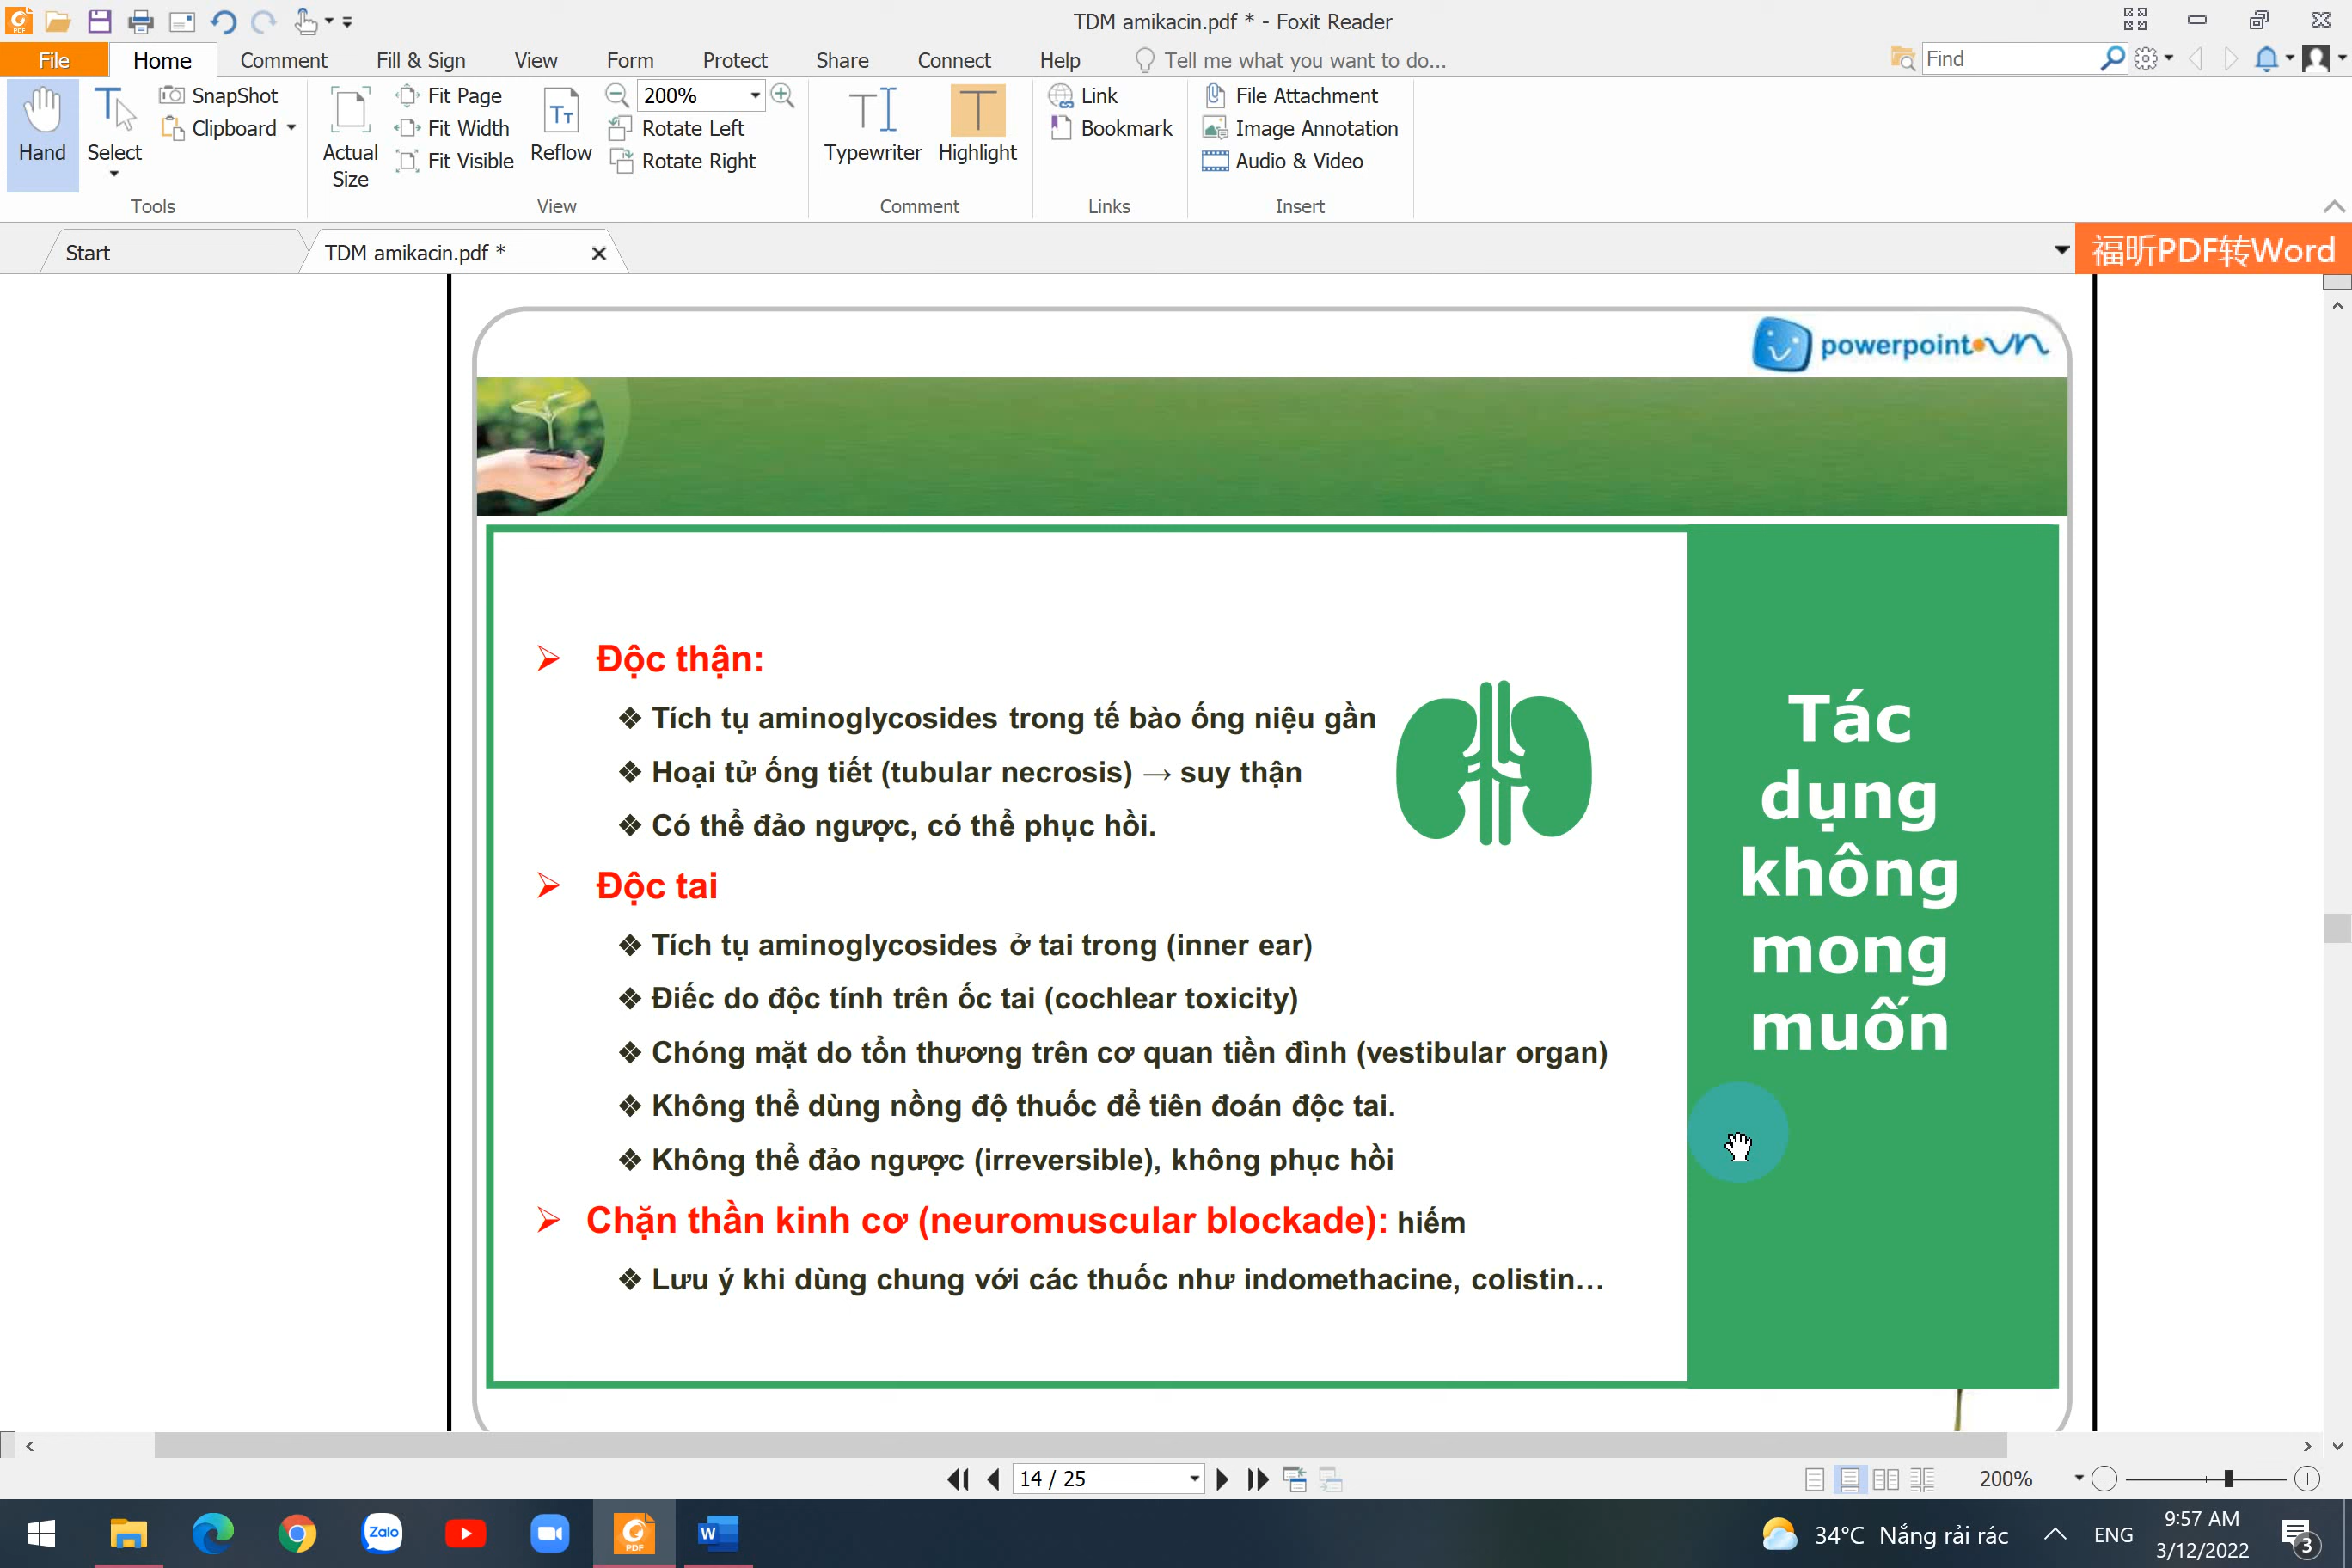 TDM amikacin.pdf * - Foxit Reader
File Home Comment Fill & Sign View Form Protect Share Connect Help Tell me what you want to do... Find
Hand
Select
SnapShot
Clipboard
Tools
Actual Size
Fit Page
Fit Width
Fit Visible
Reflow
200%
Rotate Left
Rotate Right
View
Typewriter
Highlight
Comment
Link
Bookmark
Links
File Attachment
Image Annotation
Audio & Video
Insert
Start
TDM amikacin.pdf *
福昕PDF转Word
powerpoint.vn
Độc thận:
Tích tụ aminoglycosides trong tế bào ống niệu gần
Hoại tử ống tiết (tubular necrosis) → suy thận
Có thể đảo ngược, có thể phục hồi.
Độc tai
Tích tụ aminoglycosides ở tai trong (inner ear)
Điếc do độc tính trên ốc tai (cochlear toxicity)
Chóng mặt do tổn thương trên cơ quan tiền đình (vestibular organ)
Không thể dùng nồng độ thuốc để tiên đoán độc tai.
Không thể đảo ngược (irreversible), không phục hồi
Chặn thần kinh cơ (neuromuscular blockade): hiếm
Lưu ý khi dùng chung với các thuốc như indomethacine, colistin...
Tác
dụng
không
mong
muốn
14 / 25
200%
Zalo
PDF
W
34°C Nắng rải rác
ENG
9:57 AM
3/12/2022
3